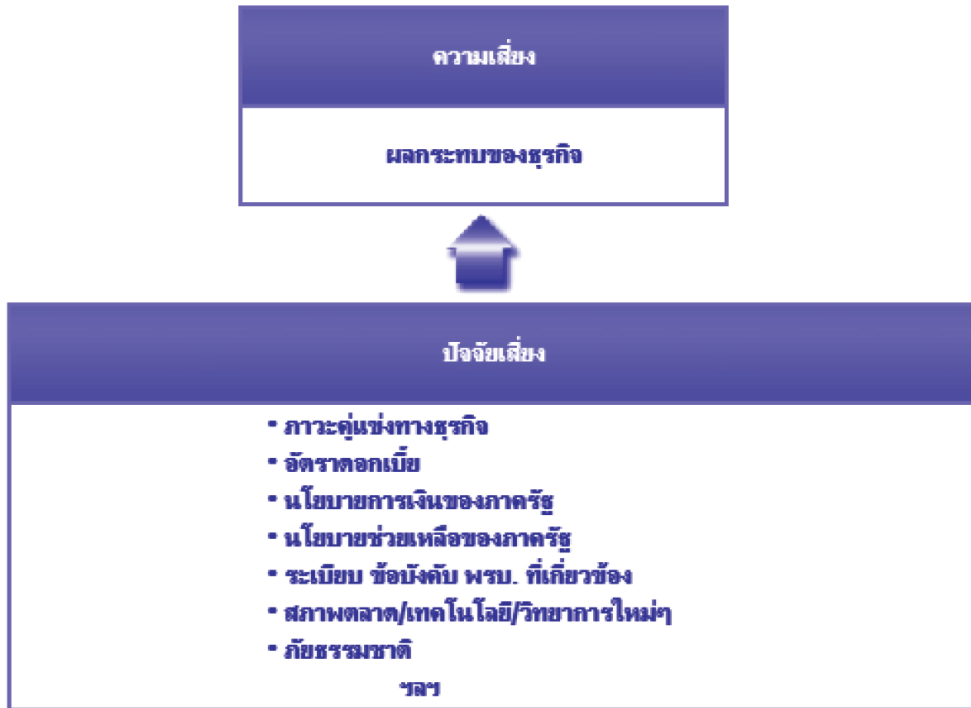 ความเสี่ยง
ผลกระทบของธุรกิจ
ปัจจัยเสี่ยง
• ภาวะคู่แข่งทางธุรกิจ
• อัตราดอกเบี้ย
• นโยบายการเงินของภาครัฐ
• นโยบายช่วยเหลือของภาครัฐ
• ระเบียบ ข้อบังคับ พรบ. ที่เกี่ยวข้อง
• สภาพตลาด/เทคโนโลยี/วิทยาการใหม่ๆ
• ภัยธรรมชาติ
ฯลฯ